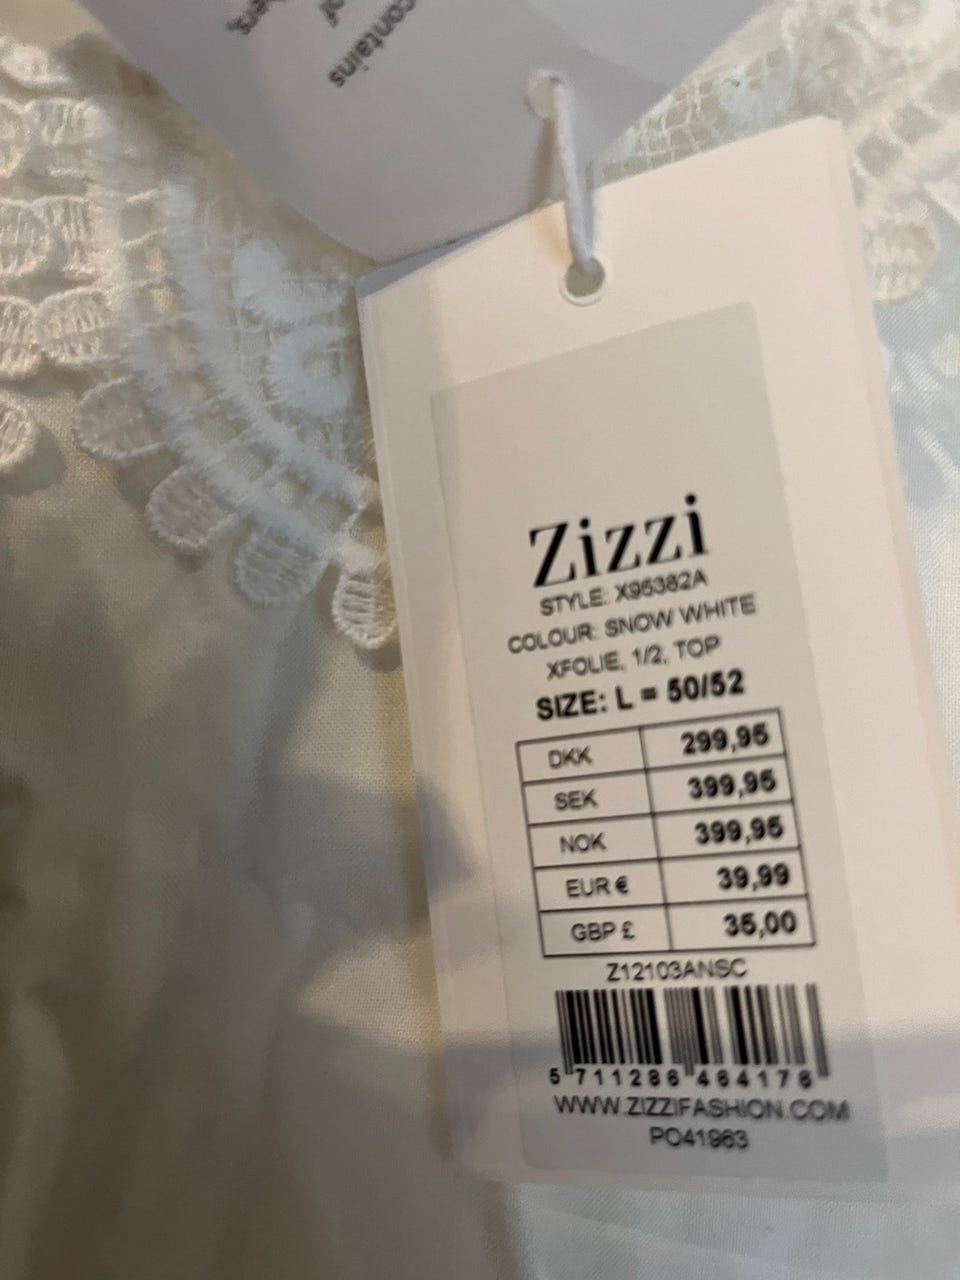 contains
of
Zizzi
STYLE: X95382A
COLOUR: SNOW WHITE
XFOLIE, 1/2, TOP
SIZE: L = 50/52
DKK 299,95
SEK 399,95
NOK 399,95
EUR € 39,99
GBP £ 35,00
Z12103ANSC
5 711286 464178
WWW.ZIZZIFASHION.COM
PO41963